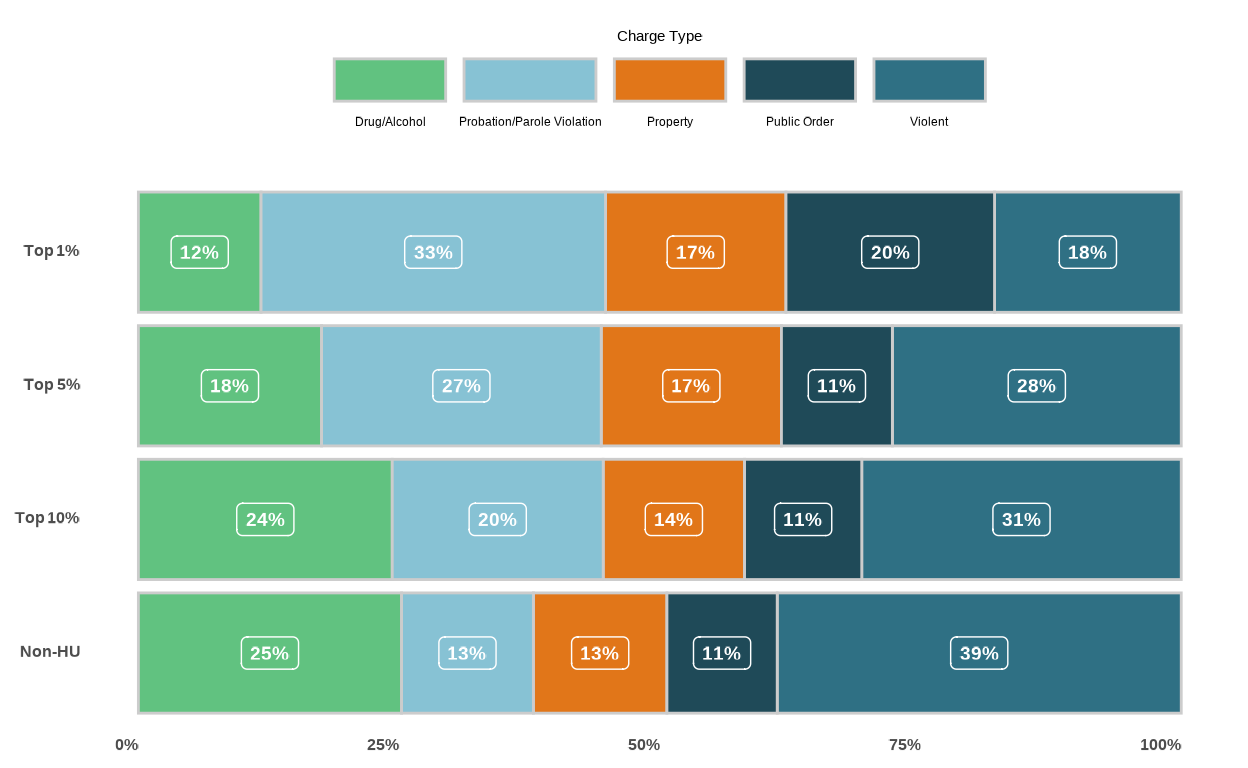 Charge Type
Drug/Alcohol Probation/Parole Violation Property Public Order Violent
Top 1% 12% 33% 17% 20% 18%
Top 5% 18% 27% 17% 11% 28%
Top 10% 24% 20% 14% 11% 31%
Non-HU 25% 13% 13% 11% 39%
0% 25% 50% 75% 100%